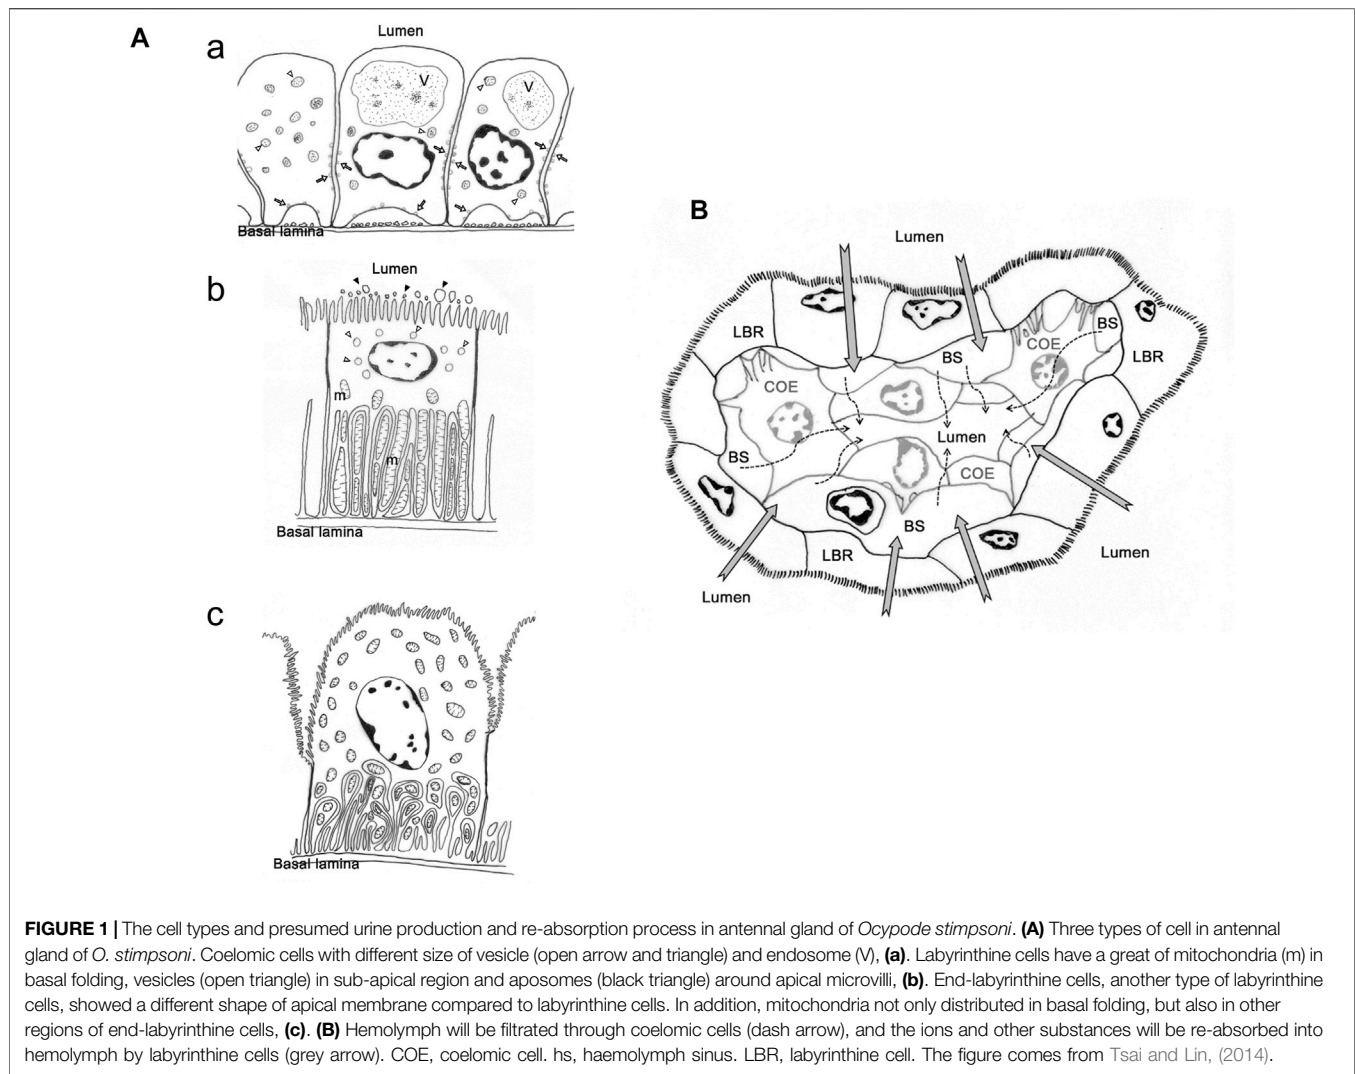 A
a
Lumen
V
V
Basal lamina
b
Lumen
m
m
Basal lamina
c
Basal lamina
B
Lumen
LBR
BS
BS
COE
LBR
COE
Lumen
BS
COE
BS
LBR
Lumen
Lumen
FIGURE 1 | The cell types and presumed urine production and re-absorption process in antennal gland of Ocypode stimpsoni. (A) Three types of cell in antennal
gland of O. stimpsoni. Coelomic cells with different size of vesicle (open arrow and triangle) and endosome (V), (a). Labyrinthine cells have a great of mitochondria (m) in
basal folding, vesicles (open triangle) in sub-apical region and aposomes (black triangle) around apical microvilli, (b). End-labyrinthine cells, another type of labyrinthine
cells, showed a different shape of apical membrane compared to labyrinthine cells. In addition, mitochondria not only distributed in basal folding, but also in other
regions of end-labyrinthine cells, (c). (B) Hemolymph will be filtrated through coelomic cells (dash arrow), and the ions and other substances will be re-absorbed into
hemolymph by labyrinthine cells (grey arrow). COE, coelomic cell. hs, haemolymph sinus. LBR, labyrinthine cell. The figure comes from Tsai and Lin, (2014).